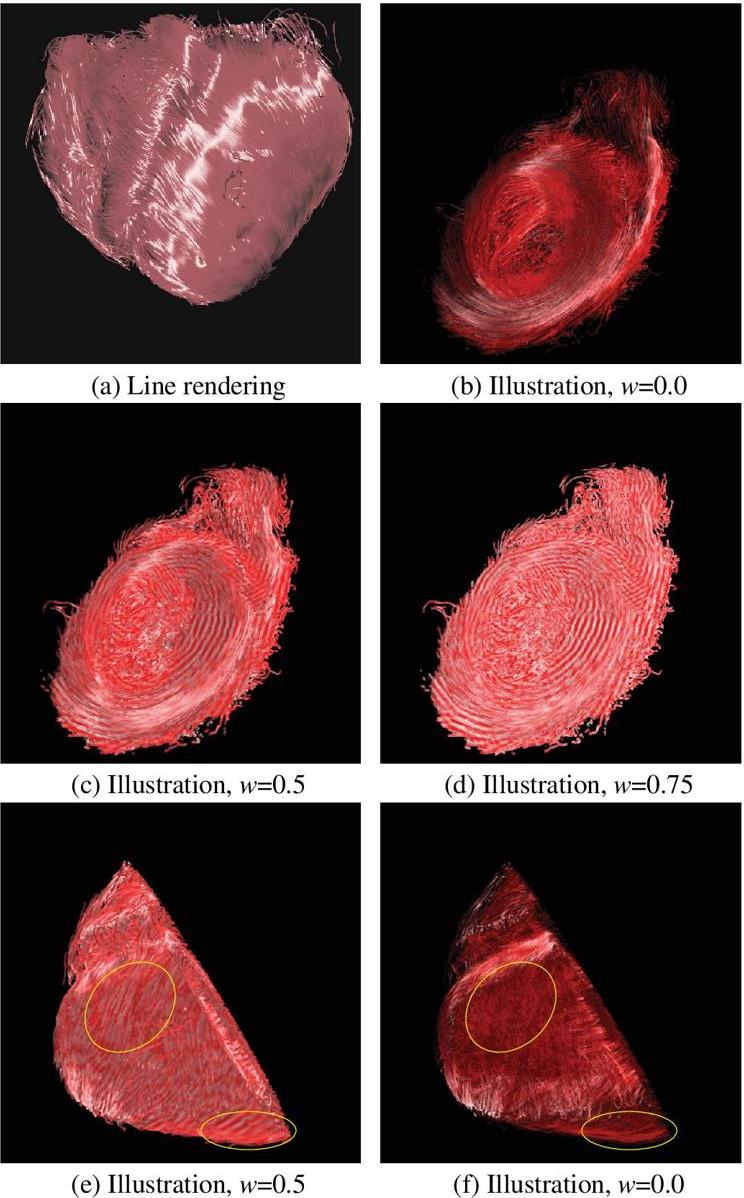 (a) Line rendering
(b) Illustration, w=0.0
(c) Illustration, w=0.5
(d) Illustration, w=0.75
(e) Illustration, w=0.5
(f) Illustration, w=0.0